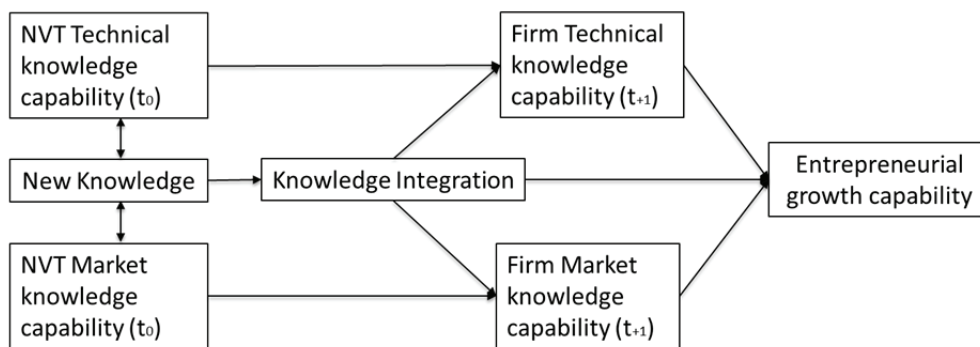 NVT Technical
knowledge
capability (t₀)
Firm Technical
knowledge
capability (t₊₁)
New Knowledge
Knowledge Integration
Entrepreneurial
growth capability
NVT Market
knowledge
capability (t₀)
Firm Market
knowledge
capability (t₊₁)